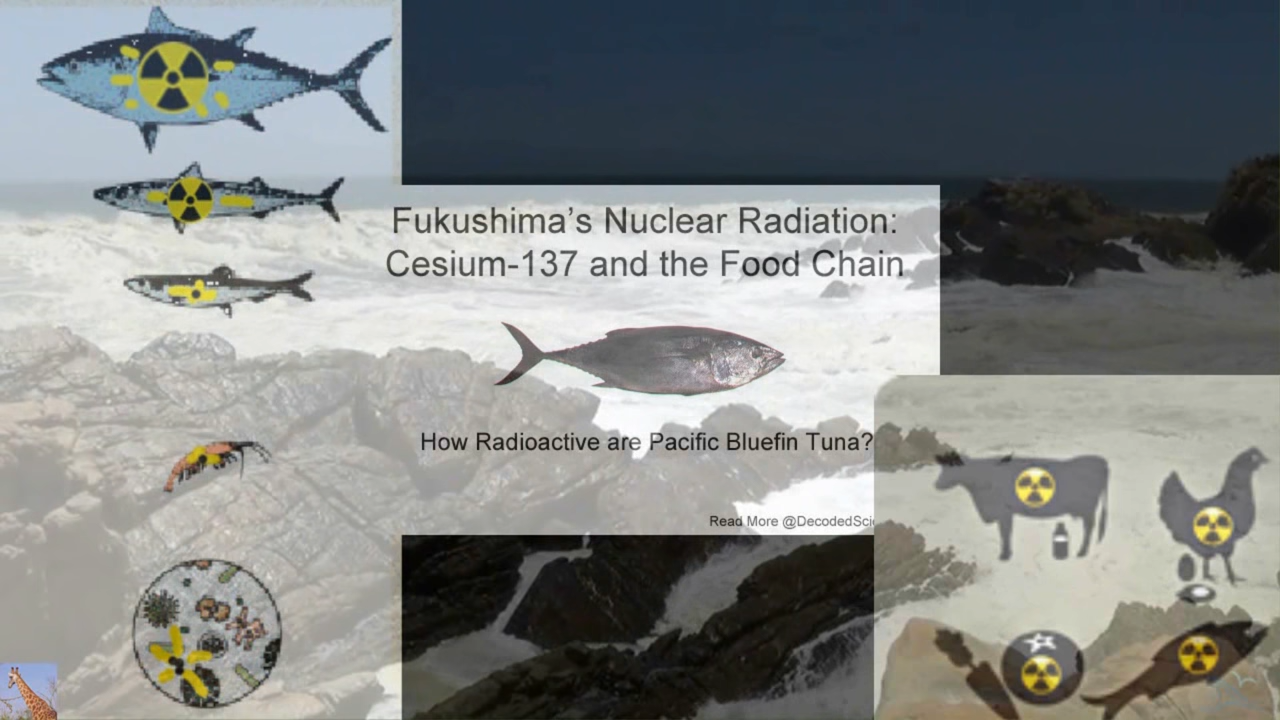 Fukushima’s Nuclear Radiation:
Cesium-137 and the Food Chain
How Radioactive are Pacific Bluefin Tuna?
Read More @DecodedSci